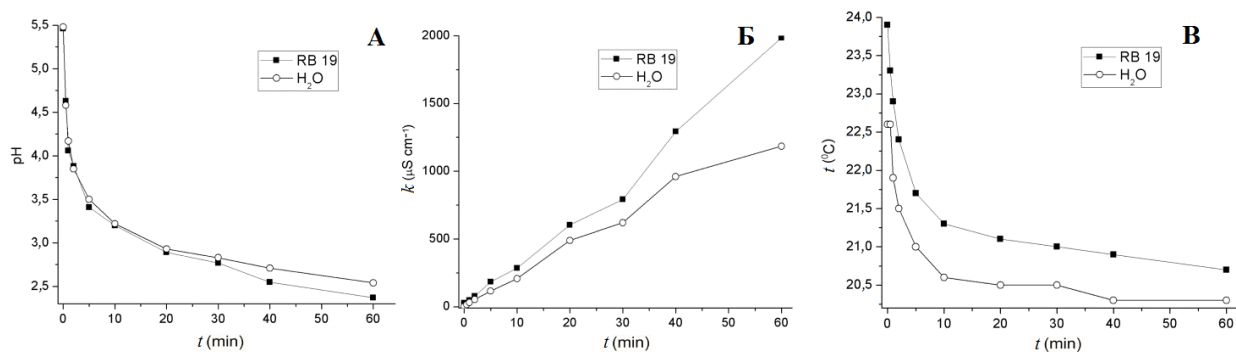 А
5,5
5,0
4,5
4,0
3,5
3,0
2,5
pH
RB 19
H₂O
0 10 20 30 40 50 60
t (min)
Б
2000
1500
1000
500
0
k (μS cm⁻¹)
RB 19
H₂O
0 10 20 30 40 50 60
t (min)
В
24,0
23,5
23,0
22,5
22,0
21,5
21,0
20,5
t (⁰C)
RB 19
H₂O
0 10 20 30 40 50 60
t (min)